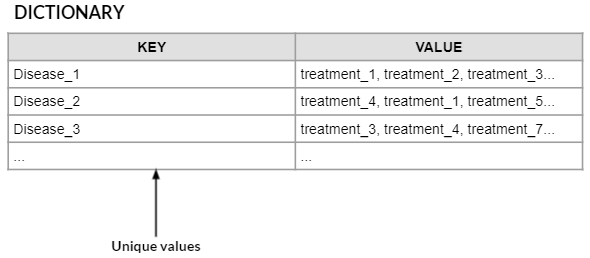 DICTIONARY
KEY VALUE
Disease_1 treatment_1, treatment_2, treatment_3...
Disease_2 treatment_4, treatment_1, treatment_5...
Disease_3 treatment_3, treatment_4, treatment_7...
... ...
Unique values